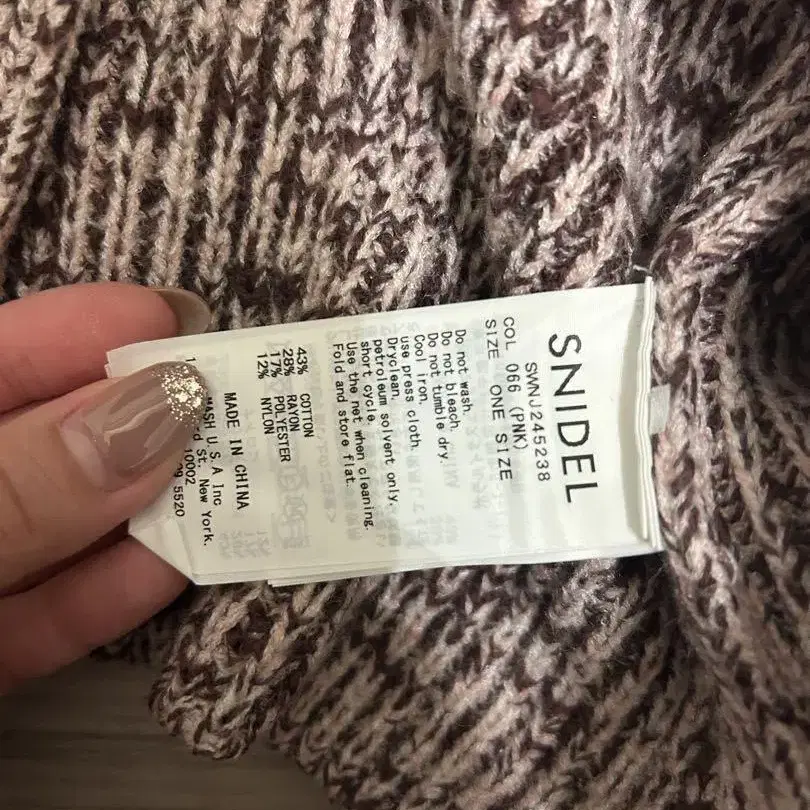 SNIDEL
SWNJ245238
COL 066 (PNK)
SIZE ONE SIZE
Do not wash.
Do not bleach.
Do not tumble dry.
Cool iron.
Use press cloth.
Dryclean,
petroleum solvent only,
short cycle.
Use the net when cleaning.
Fold and store flat.
43% COTTON
28% RAYON
17% POLYESTER
12% NYLON
MADE IN CHINA
U.S.A Inc
St. New York.
10002
5520